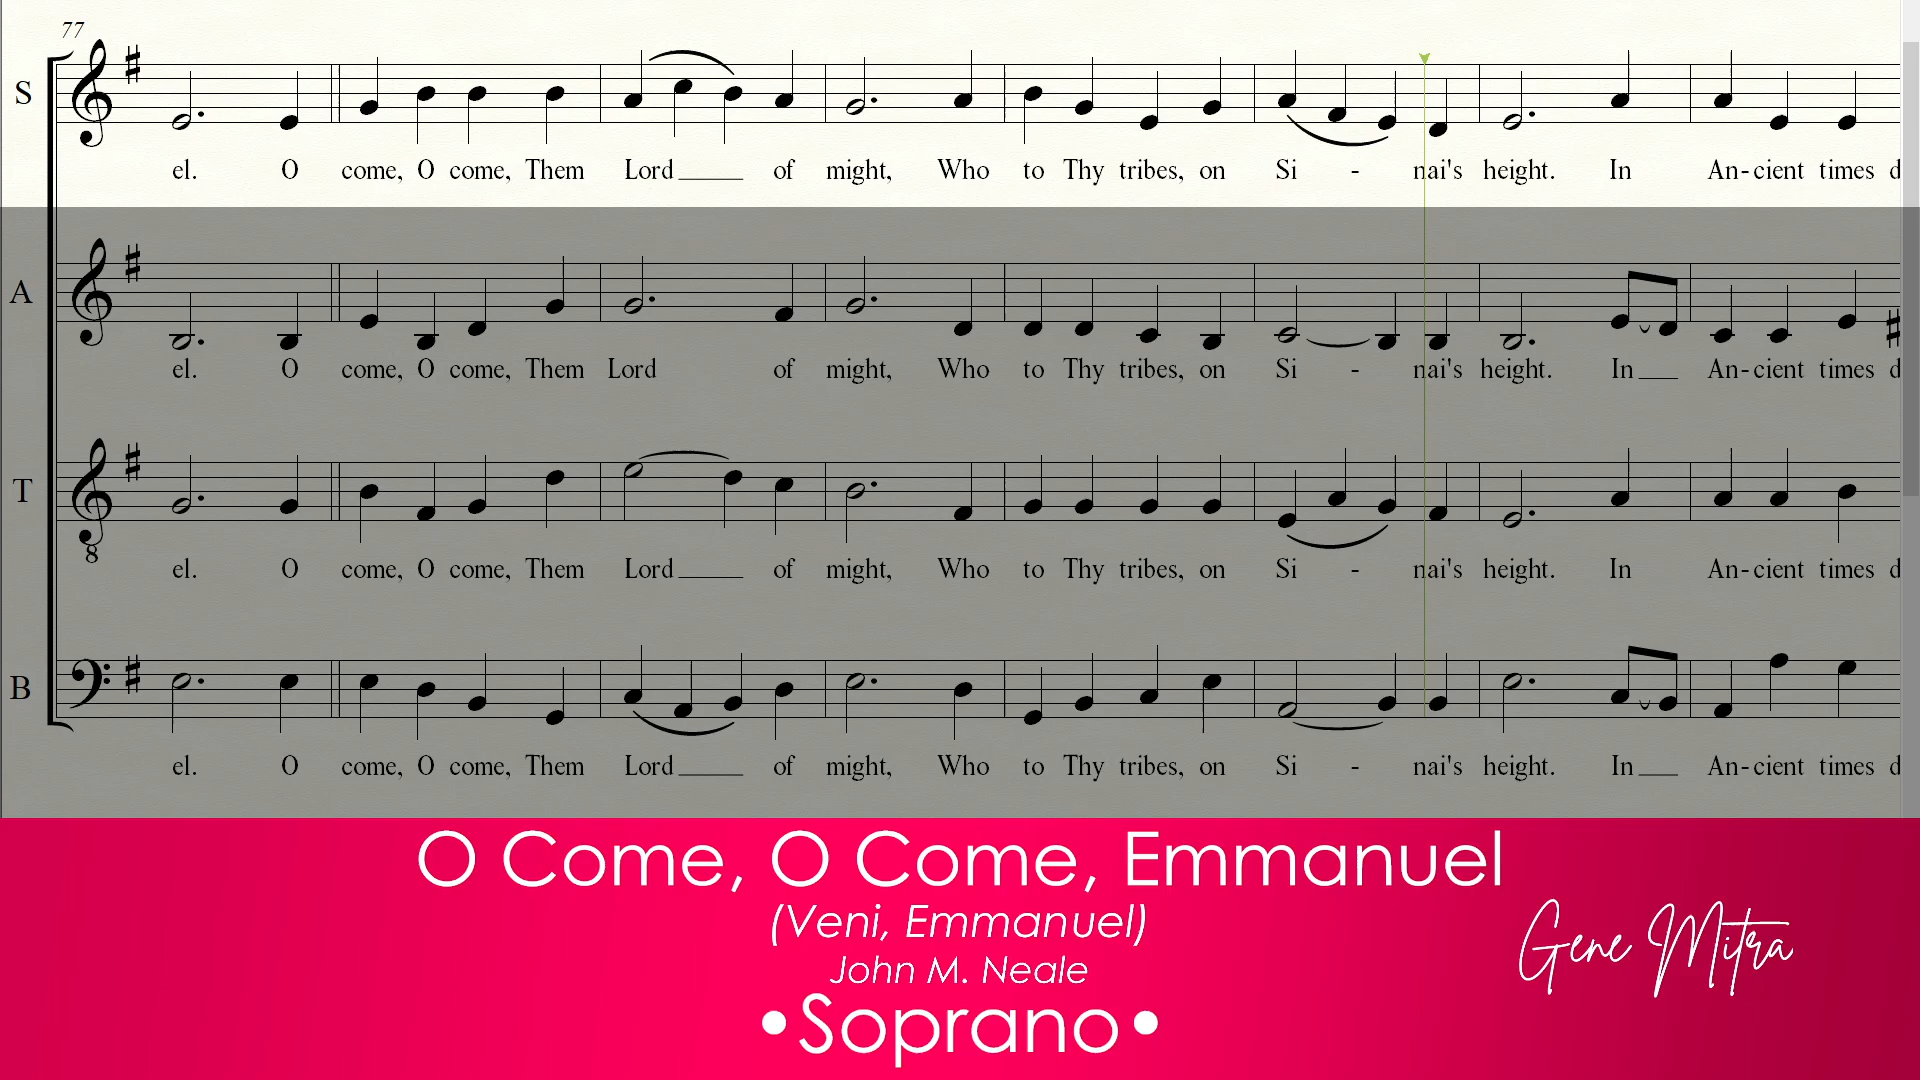 77
S
el. O come, O come, Them Lord of might, Who to Thy tribes, on Si - nai's height. In An-cient times d
A
el. O come, O come, Them Lord of might, Who to Thy tribes, on Si - nai's height. In An-cient times d
T
8
el. O come, O come, Them Lord of might, Who to Thy tribes, on Si - nai's height. In An-cient times d
B
el. O come, O come, Them Lord of might, Who to Thy tribes, on Si - nai's height. In An-cient times d
O Come, O Come, Emmanuel
(Veni, Emmanuel)
John M. Neale
•Soprano•
Gene Mitra